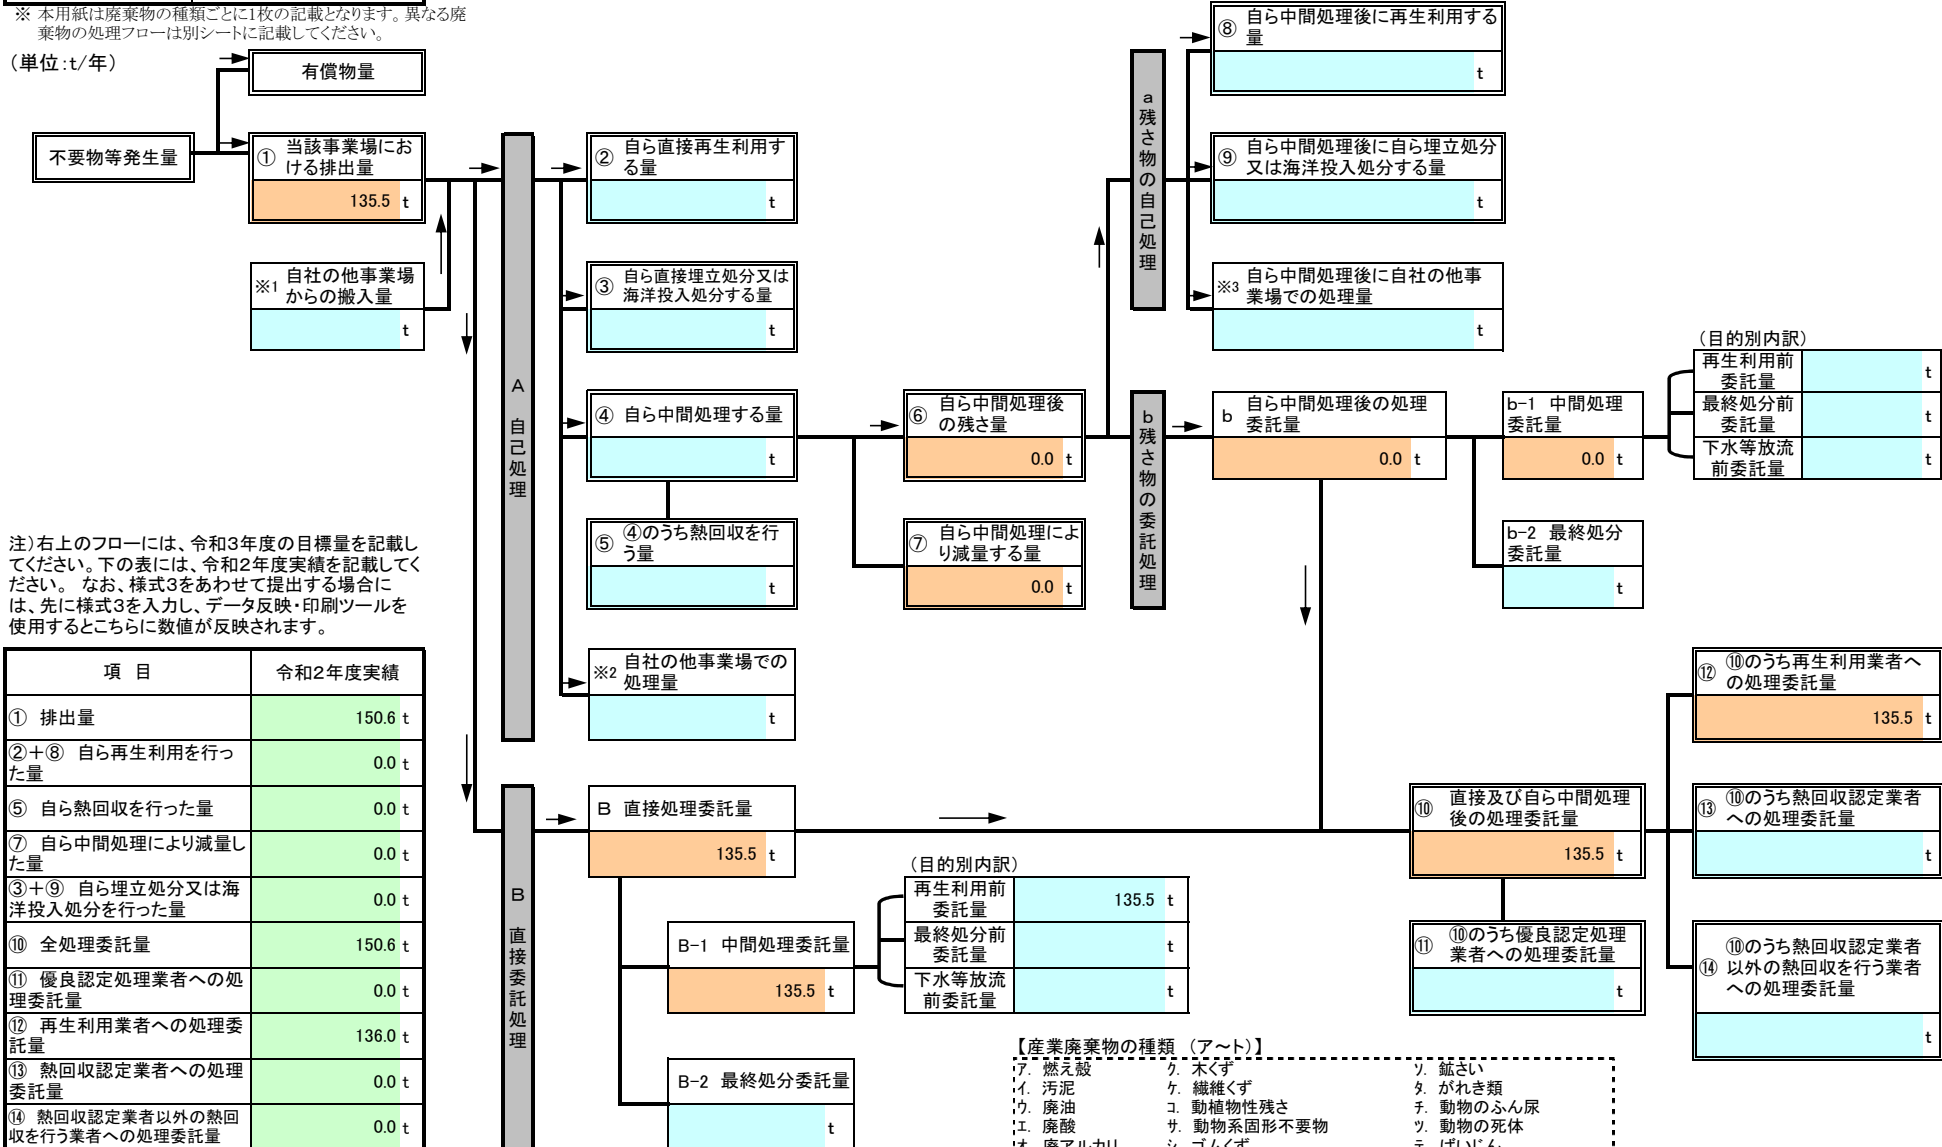 ※ 本用紙は廃棄物の種類ごとに1枚の記載となります。異なる廃
棄物の処理フローは別シートに記載してください。
（単位:t/年）
有償物量
不要物等発生量
① 当該事業場にお
ける排出量
135.5 t
※1 自社の他事業場
からの搬入量
t
A 自己処理
② 自ら直接再生利用す
る量
t
③ 自ら直接埋立処分又は
海洋投入処分する量
t
④ 自ら中間処理する量
t
⑤ ④のうち熱回収を行
う量
t
※2 自社の他事業場での
処理量
t
⑥ 自ら中間処理後
の残さ量
0.0 t
⑦ 自ら中間処理によ
り減量する量
0.0 t
a 残さ物の自己処理
⑧ 自ら中間処理後に再生利用する
量
t
⑨ 自ら中間処理後に自ら埋立処分
又は海洋投入処分する量
t
※3 自ら中間処理後に自社の他事
業場での処理量
t
b 残さ物の委託処理
b 自ら中間処理後の処理
委託量
0.0 t
b-1 中間処理
委託量
0.0 t
b-2 最終処分
委託量
t
（目的別内訳）
再生利用前
委託量
t
最終処分前
委託量
t
下水等放流
前委託量
t
注）右上のフローには、令和3年度の目標量を記載し
てください。下の表には、令和2年度実績を記載してく
ださい。 なお、様式3をあわせて提出する場合に
は、先に様式3を入力し、データ反映・印刷ツールを
使用するとこちらに数値が反映されます。
項 目 令和2年度実績
① 排出量 150.6 t
②＋⑧ 自ら再生利用を行っ
た量 0.0 t
⑤ 自ら熱回収を行った量 0.0 t
⑦ 自ら中間処理により減量し
た量 0.0 t
③＋⑨ 自ら埋立処分又は海
洋投入処分を行った量 0.0 t
⑩ 全処理委託量 150.6 t
⑪ 優良認定処理業者への処
理委託量 0.0 t
⑫ 再生利用業者への処理委
託量 136.0 t
⑬ 熱回収認定業者への処理
委託量 0.0 t
⑭ 熱回収認定業者以外の熱回
収を行う業者への処理委託量 0.0 t
B 直接委託処理
B 直接処理委託量
135.5 t
B-1 中間処理委託量
135.5 t
B-2 最終処分委託量
t
（目的別内訳）
再生利用前
委託量
135.5 t
最終処分前
委託量
t
下水等放流
前委託量
t
⑩ 直接及び自ら中間処理
後の処理委託量
135.5 t
⑪ ⑩のうち優良認定処理
業者への処理委託量
t
⑫ ⑩のうち再生利用業者へ
の処理委託量
135.5 t
⑬ ⑩のうち熱回収認定業者
への処理委託量
t
⑭ ⑩のうち熱回収認定業者
以外の熱回収を行う業者
への処理委託量
t
【産業廃棄物の種類 （ア～ト）】
ア. 燃え殻 ク. 木くず ソ. 鉱さい
イ. 汚泥 ケ. 繊維くず タ. がれき類
ウ. 廃油 コ. 動植物性残さ チ. 動物のふん尿
エ. 廃酸 サ. 動物系固形不要物 ツ. 動物の死体
オ. 廃アルカリ シ. ゴムくず テ. ばいじん